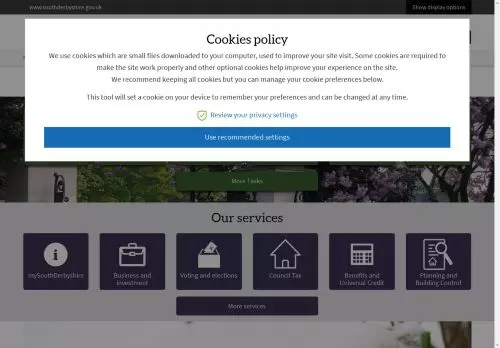 www.southderbyshire.gov.uk
Show display options
Cookies policy
We use cookies which are small files downloaded to your computer, used to improve your site visit. Some cookies are required to
make the site work properly and other optional cookies help improve your experience on the site.
We recommend keeping all cookies but you can manage your cookie preferences below.
This tool will set a cookie on your device to remember your preferences and can be changed at any time.
Review your privacy settings
Use recommended settings
More Tasks
Our services
mySouthDerbyshire
Business and
investment
Voting and elections
Council Tax
Benefits and
Universal Credit
Planning and
Building Control
More services